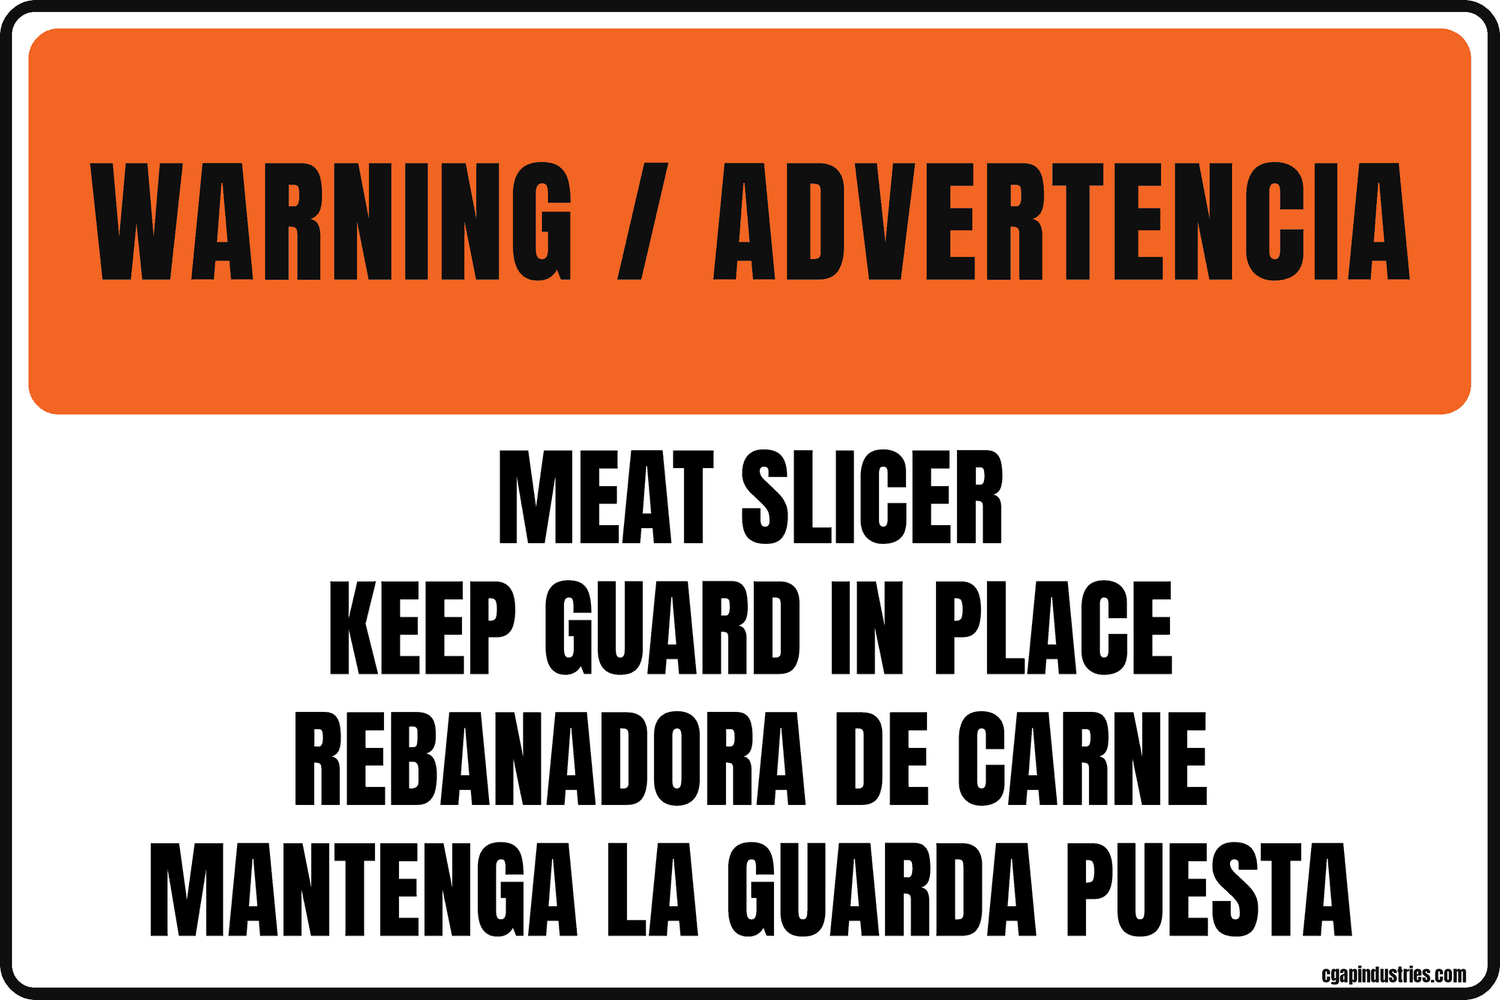 WARNING / ADVERTENCIA
MEAT SLICER
KEEP GUARD IN PLACE
REBANADORA DE CARNE
MANTENGA LA GUARDA PUESTA
cgapindustries.com